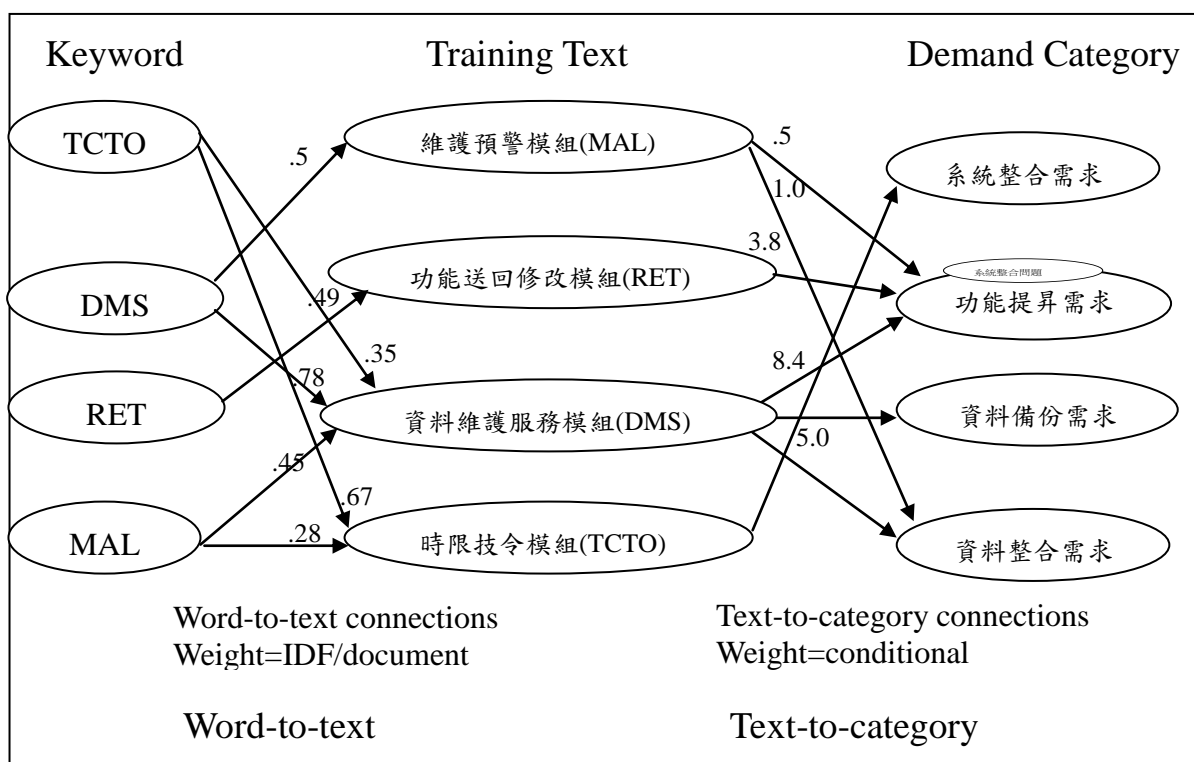 Keyword
Training Text
Demand Category
TCTO
DMS
RET
MAL
.5
.49
.35
.78
.45
.67
.28
維護預警模組(MAL)
功能送回修改模組(RET)
資料維護服務模組(DMS)
時限技令模組(TCTO)
.5
1.0
3.8
8.4
5.0
系統整合需求
系統整合問題
功能提昇需求
資料備份需求
資料整合需求
Word-to-text connections
Weight=IDF/document
Text-to-category connections
Weight=conditional
Word-to-text
Text-to-category